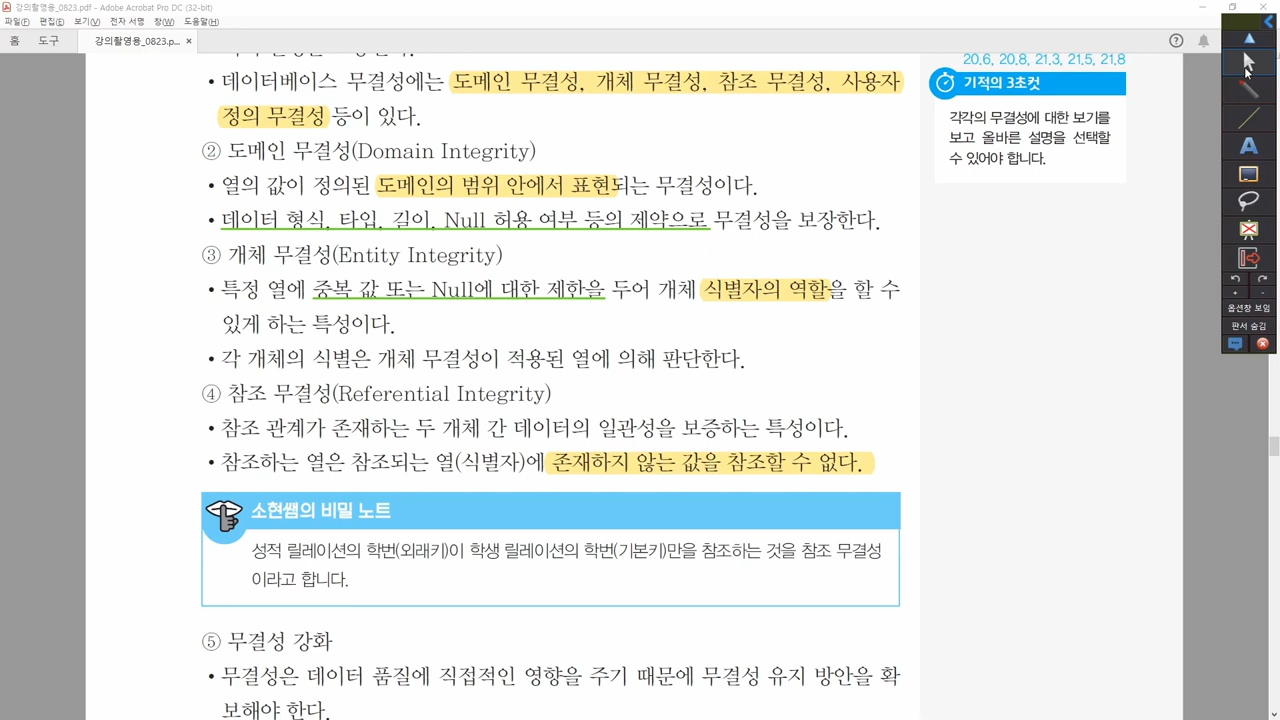 강의촬영용_0823.pdf - Adobe Acrobat Pro DC (32-bit)
파일(F) 편집(E) 보기(V) 전자 서명 창(W) 도움말(H)
홈 도구 강의촬영용_0823.p... ×
20.6, 20.8, 21.3, 21.5, 21.8
• 데이터베이스 무결성에는 도메인 무결성, 개체 무결성, 참조 무결성, 사용자
정의 무결성 등이 있다.
② 도메인 무결성(Domain Integrity)
• 열의 값이 정의된 도메인의 범위 안에서 표현되는 무결성이다.
• 데이터 형식, 타입, 길이, Null 허용 여부 등의 제약으로 무결성을 보장한다.
③ 개체 무결성(Entity Integrity)
• 특정 열에 중복 값 또는 Null에 대한 제한을 두어 개체 식별자의 역할을 할 수
있게 하는 특성이다.
• 각 개체의 식별은 개체 무결성이 적용된 열에 의해 판단한다.
④ 참조 무결성(Referential Integrity)
• 참조 관계가 존재하는 두 개체 간 데이터의 일관성을 보증하는 특성이다.
• 참조하는 열은 참조되는 열(식별자)에 존재하지 않는 값을 참조할 수 없다.
소현쌤의 비밀 노트
성적 릴레이션의 학번(외래키)이 학생 릴레이션의 학번(기본키)만을 참조하는 것을 참조 무결성
이라고 합니다.
⑤ 무결성 강화
• 무결성은 데이터 품질에 직접적인 영향을 주기 때문에 무결성 유지 방안을 확
보해야 한다.
기적의 3초컷
각각의 무결성에 대한 보기를
보고 올바른 설명을 선택할
수 있어야 합니다.
A
+ -
옵션창 보임
판서 숨김